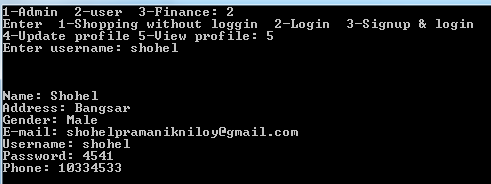 1-Admin  2-user  3-Finance: 2
Enter  1-Shopping without loggin  2-Login  3-Signup & login
4-Update profile 5-View profile: 5
Enter username: shohel
Name: Shohel
Address: Bangsar
Gender: Male
E-mail: shohelpramanikniloy@gmail.com
Username: shohel
Password: 4541
Phone: 10334533